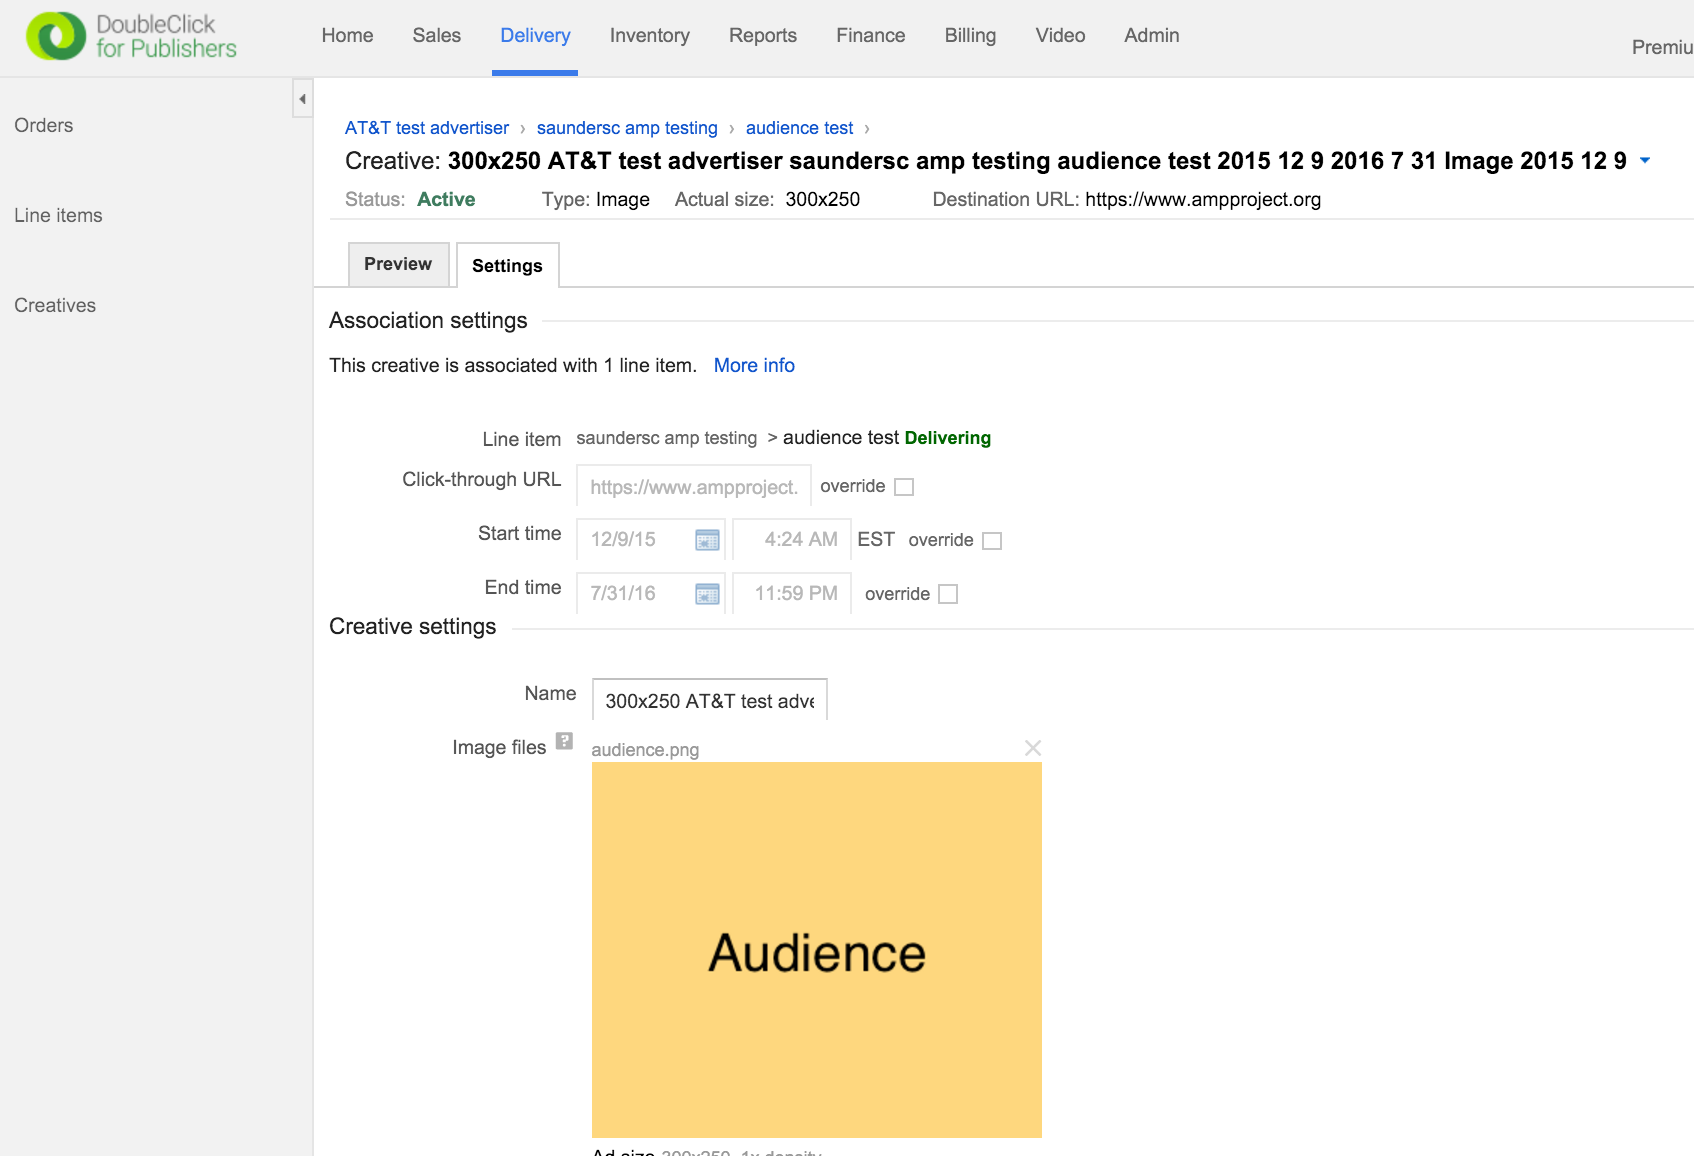 DoubleClick
for Publishers
Home Sales Delivery Inventory Reports Finance Billing Video Admin
Premiu
Orders
Line items
Creatives
AT&T test advertiser › saundersc amp testing › audience test ›
Creative: 300x250 AT&T test advertiser saundersc amp testing audience test 2015 12 9 2016 7 31 Image 2015 12 9
Status: Active Type: Image Actual size: 300x250 Destination URL: https://www.ampproject.org
Preview Settings
Association settings
This creative is associated with 1 line item. More info
Line item saundersc amp testing > audience test Delivering
Click-through URL https://www.ampproject. override
Start time 12/9/15 4:24 AM EST override
End time 7/31/16 11:59 PM override
Creative settings
Name 300x250 AT&T test adve
Image files ? audience.png
Audience
Ad size 300x250, 1x density